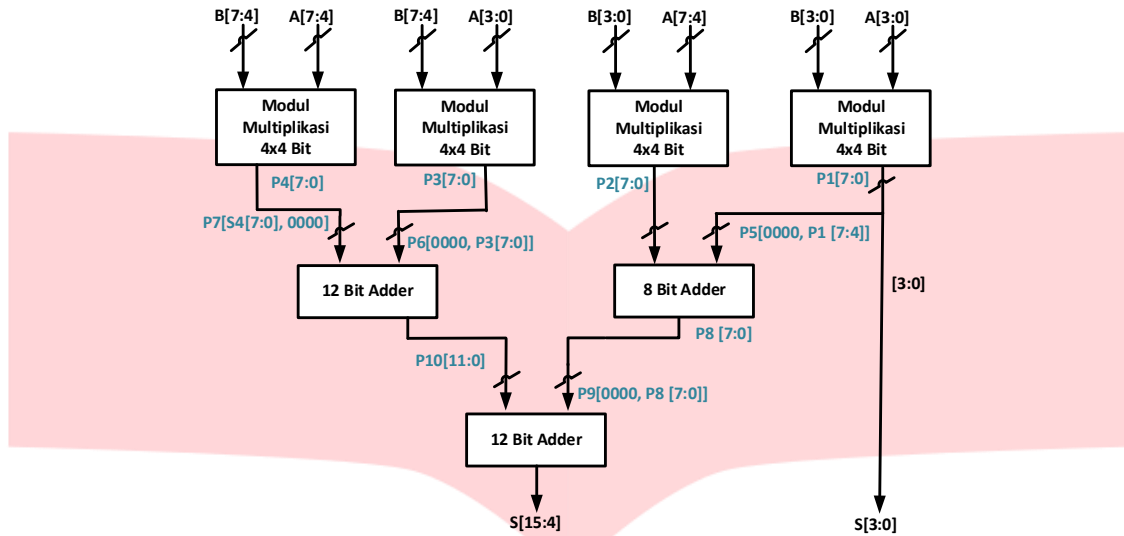 B[7:4] A[7:4] B[7:4] A[3:0] B[3:0] A[7:4] B[3:0] A[3:0]
Modul
Multiplikasi
4x4 Bit
Modul
Multiplikasi
4x4 Bit
Modul
Multiplikasi
4x4 Bit
Modul
Multiplikasi
4x4 Bit
P4[7:0]
P3[7:0]
P2[7:0]
P1[7:0]
P7[S4[7:0], 0000]
P6[0000, P3[7:0]]
P5[0000, P1 [7:4]]
12 Bit Adder
8 Bit Adder
[3:0]
P8 [7:0]
P10[11:0]
P9[0000, P8 [7:0]]
12 Bit Adder
S[15:4]
S[3:0]